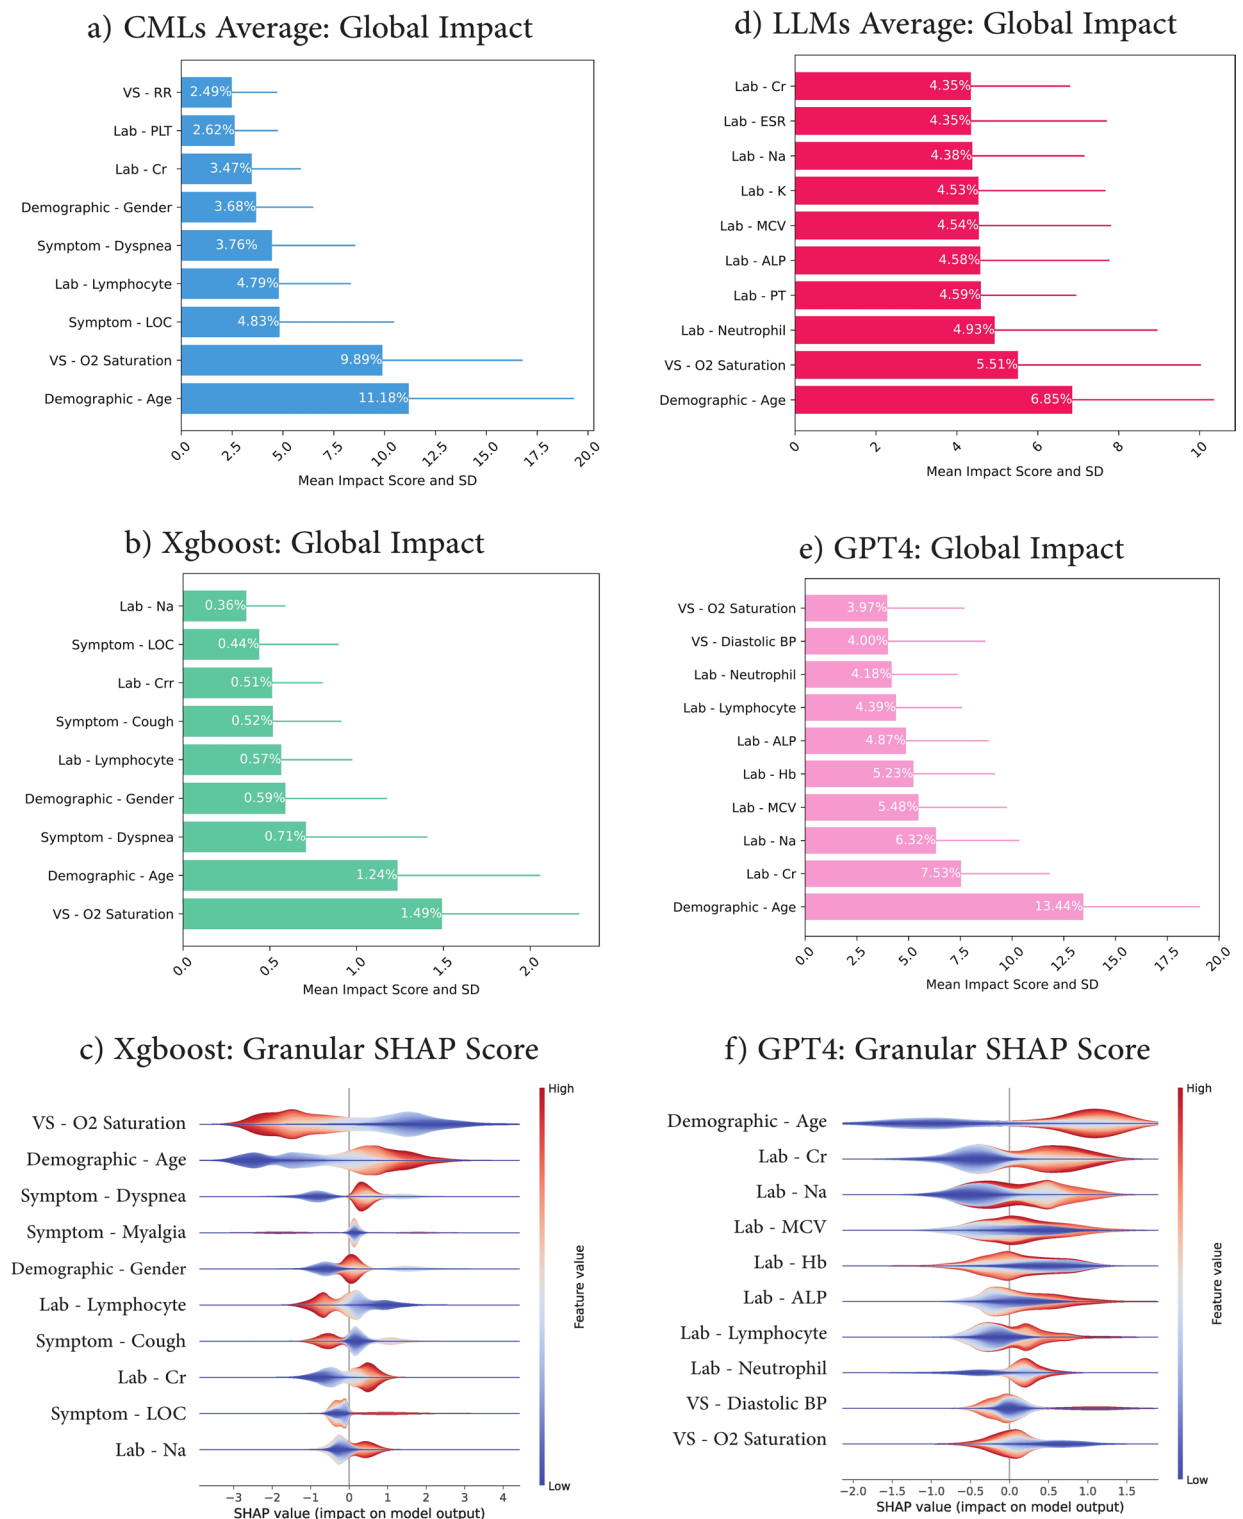 a) CMLs Average: Global Impact
VS - RR
2.49%
Lab - PLT
2.62%
Lab - Cr
3.47%
Demographic - Gender
3.68%
Symptom - Dyspnea
3.76%
Lab - Lymphocyte
4.79%
Symptom - LOC
4.83%
VS - O2 Saturation
9.89%
Demographic - Age
11.18%
0.0 2.5 5.0 7.5 10.0 12.5 15.0 17.5 20.0
Mean Impact Score and SD
d) LLMs Average: Global Impact
Lab - Cr
4.35%
Lab - ESR
4.35%
Lab - Na
4.38%
Lab - K
4.53%
Lab - MCV
4.54%
Lab - ALP
4.58%
Lab - PT
4.59%
Lab - Neutrophil
4.93%
VS - O2 Saturation
5.51%
Demographic - Age
6.85%
0 2 4 6 8 10
Mean Impact Score and SD
b) Xgboost: Global Impact
Lab - Na
0.36%
Symptom - LOC
0.44%
Lab - Crr
0.51%
Symptom - Cough
0.52%
Lab - Lymphocyte
0.57%
Demographic - Gender
0.59%
Symptom - Dyspnea
0.71%
Demographic - Age
1.24%
VS - O2 Saturation
1.49%
0.0 0.5 1.0 1.5 2.0
Mean Impact Score and SD
e) GPT4: Global Impact
VS - O2 Saturation
3.97%
VS - Diastolic BP
4.00%
Lab - Neutrophil
4.18%
Lab - Lymphocyte
4.39%
Lab - ALP
4.87%
Lab - Hb
5.23%
Lab - MCV
5.48%
Lab - Na
6.32%
Lab - Cr
7.53%
Demographic - Age
13.44%
0.0 2.5 5.0 7.5 10.0 12.5 15.0 17.5 20.0
Mean Impact Score and SD
c) Xgboost: Granular SHAP Score
VS - O2 Saturation
Demographic - Age
Symptom - Dyspnea
Symptom - Myalgia
Demographic - Gender
Lab - Lymphocyte
Symptom - Cough
Lab - Cr
Symptom - LOC
Lab - Na
−3 −2 −1 0 1 2 3 4
SHAP value (impact on model output)
High
Feature value
Low
f) GPT4: Granular SHAP Score
Demographic - Age
Lab - Cr
Lab - Na
Lab - MCV
Lab - Hb
Lab - ALP
Lab - Lymphocyte
Lab - Neutrophil
VS - Diastolic BP
VS - O2 Saturation
−2.0 −1.5 −1.0 −0.5 0.0 0.5 1.0 1.5
SHAP value (impact on model output)
High
Feature value
Low